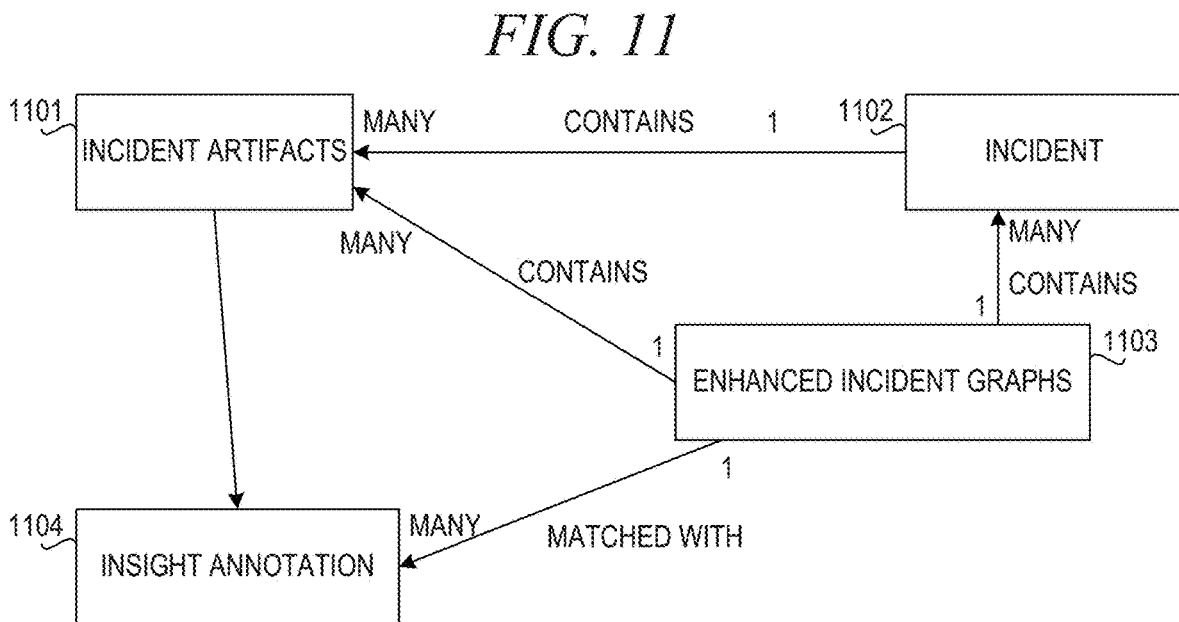 FIG. 11
1101
INCIDENT ARTIFACTS
MANY
CONTAINS
1
1102
INCIDENT
MANY
CONTAINS
1
MANY
CONTAINS
1
1103
ENHANCED INCIDENT GRAPHS
1
MATCHED WITH
MANY
1104
INSIGHT ANNOTATION